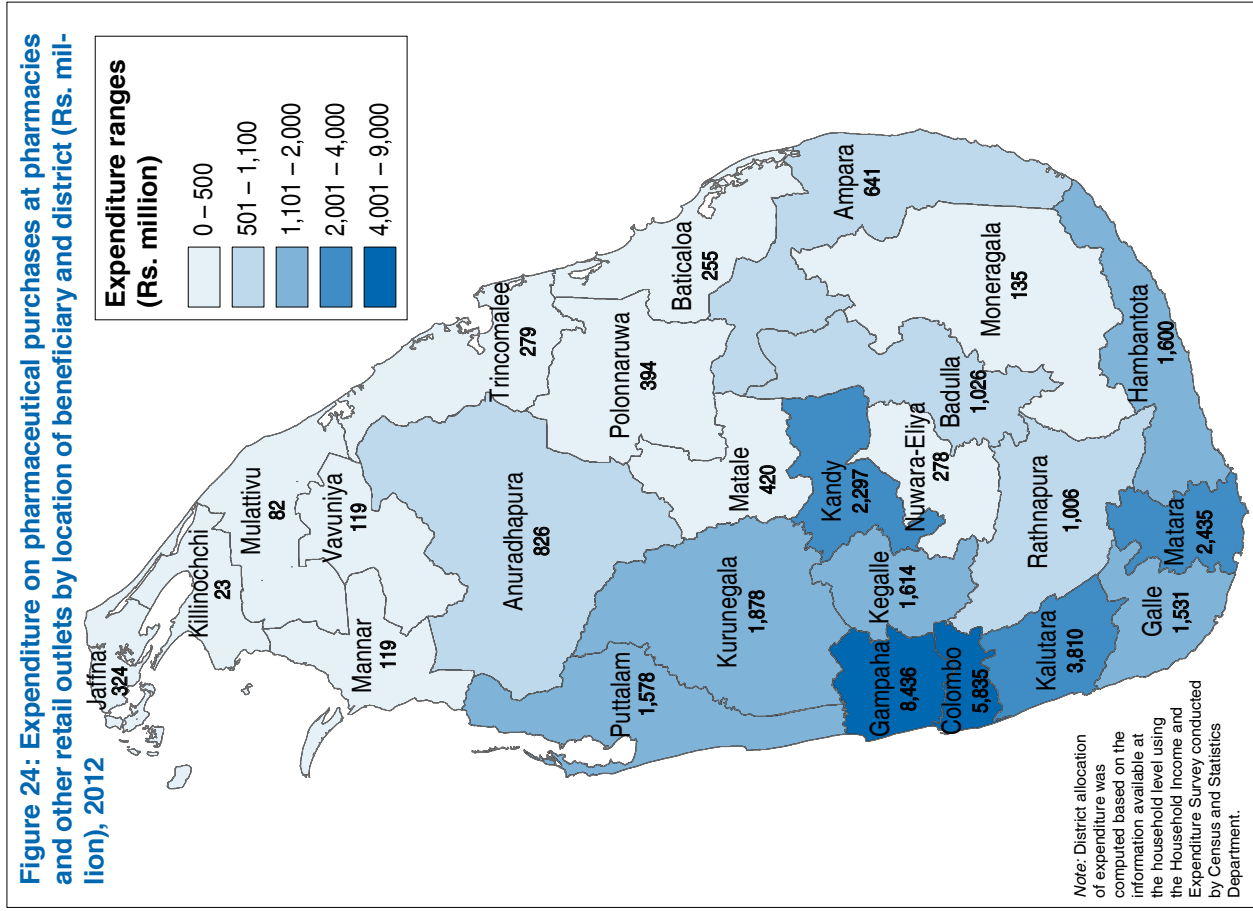 Figure 24: Expenditure on pharmaceutical purchases at pharmacies
and other retail outlets by location of beneficiary and district (Rs. mil-
lion), 2012
Expenditure ranges
(Rs. million)
0 – 500
501 – 1,100
1,101 – 2,000
2,001 – 4,000
4,001 – 9,000
Jaffna
324
Killinochchi
23
Mulattivu
82
Mannar
119
Vavuniya
119
Trincomalee
279
Anuradhapura
826
Polonnaruwa
394
Baticaloa
255
Puttalam
1,578
Kurunegala
1,878
Matale
420
Ampara
641
Kandy
2,297
Gampaha
8,436
Kegalle
1,614
Nuwara-Eliya
278
Badulla
1,026
Moneragala
135
Colombo
5,835
Rathnapura
1,006
Kalutara
3,810
Hambantota
1,600
Galle
1,531
Matara
2,435
Note: District allocation
of expenditure was
computed based on the
information available at
the household level using
the Household Income and
Expenditure Survey conducted
by Census and Statistics
Department.